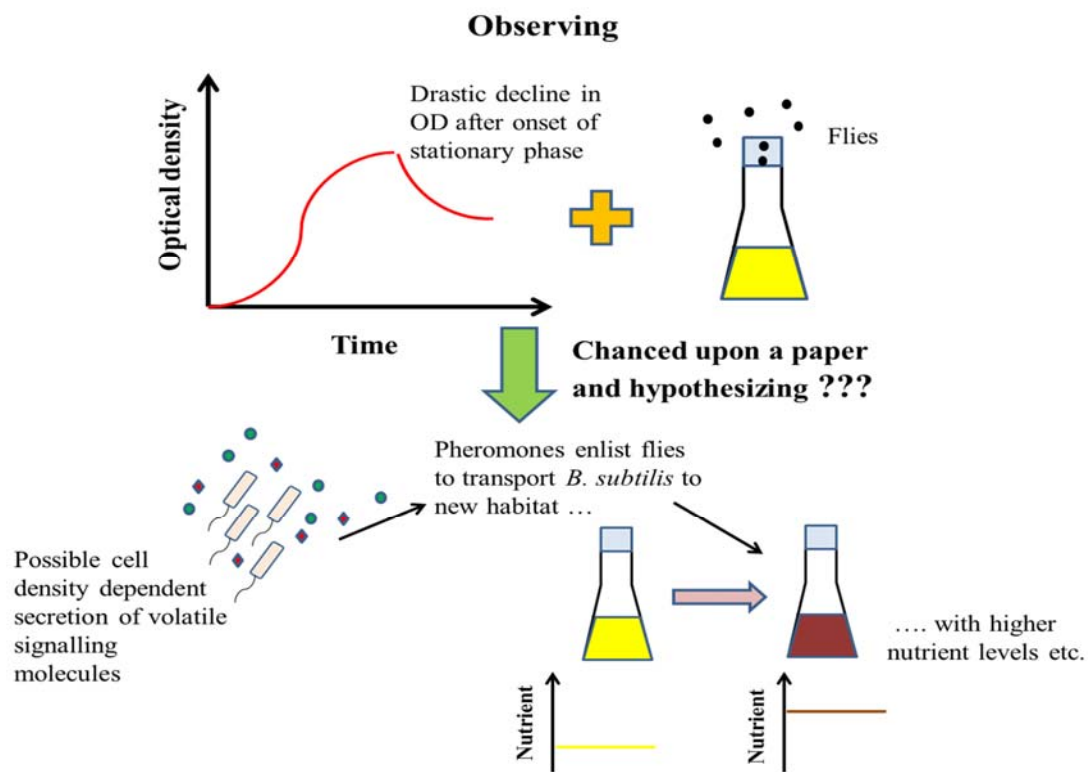 Observing
Optical density
Drastic decline in
OD after onset of
stationary phase
Flies
Time
Chanced upon a paper
and hypothesizing ???
Pheromones enlist flies
to transport B. subtilis to
new habitat …
Possible cell
density dependent
secretion of volatile
signalling
molecules
…. with higher
nutrient levels etc.
Nutrient
Nutrient